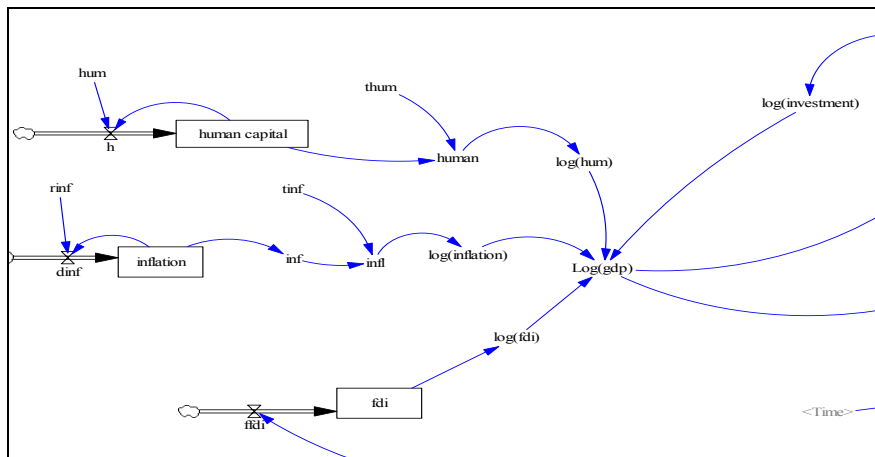 hum
thum
log(investment)
human capital
h
human
log(hum)
rinf
tinf
inflation
dinf
inf
infl
log(inflation)
Log(gdp)
log(fdi)
fdi
ffdi
<Time>